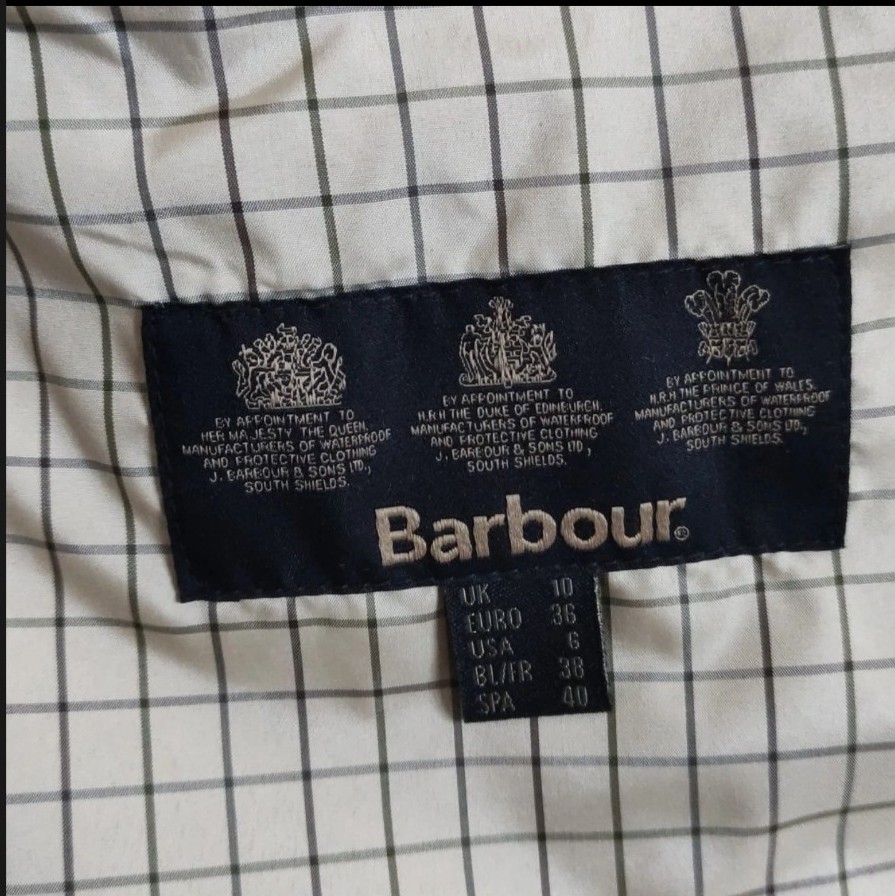 BY APPOINTMENT TO
HER MAJESTY THE QUEEN,
MANUFACTURERS OF WATERPROOF
AND PROTECTIVE CLOTHING
J. BARBOUR & SONS LTD.,
SOUTH SHIELDS.
BY APPOINTMENT TO
H.R.H THE DUKE OF EDINBURGH,
MANUFACTURERS OF WATERPROOF
AND PROTECTIVE CLOTHING
J. BARBOUR & SONS LTD.,
SOUTH SHIELDS.
BY APPOINTMENT TO
H.R.H THE PRINCE OF WALES,
MANUFACTURERS OF WATERPROOF
AND PROTECTIVE CLOTHING
J. BARBOUR & SONS LTD.,
SOUTH SHIELDS.
Barbour®
UK 10
EURO 36
USA 6
BL/FR 38
SPA 40